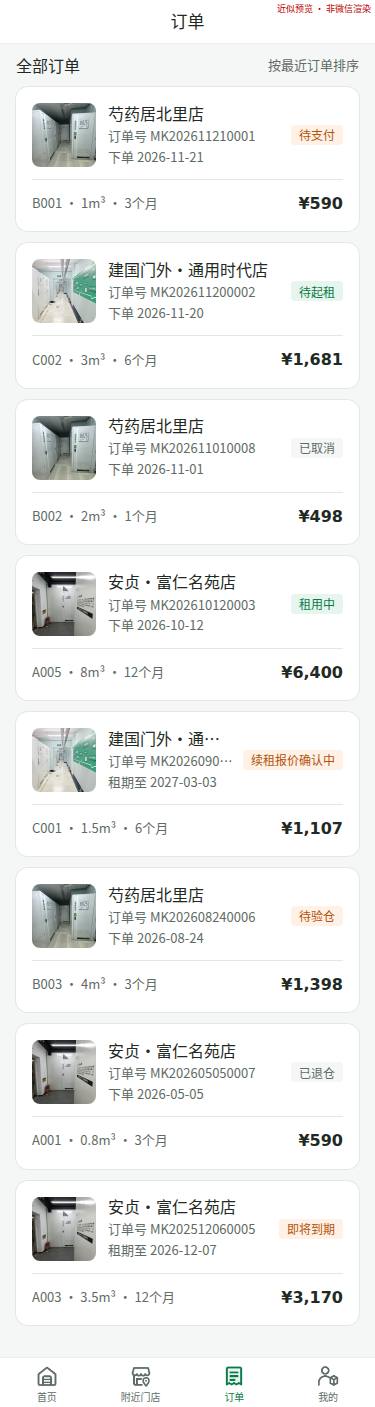 近似预览 · 非微信渲染
订单
全部订单
按最近订单排序
芍药居北里店
订单号 MK202611210001
待支付
下单 2026-11-21
B001 · 1m³ · 3个月
¥590
建国门外·通用时代店
订单号 MK202611200002
待起租
下单 2026-11-20
C002 · 3m³ · 6个月
¥1,681
芍药居北里店
订单号 MK202611010008
已取消
下单 2026-11-01
B002 · 2m³ · 1个月
¥498
安贞·富仁名苑店
订单号 MK202610120003
租用中
下单 2026-10-12
A005 · 8m³ · 12个月
¥6,400
建国门外·通…
订单号 MK2026090…
续租报价确认中
租期至 2027-03-03
C001 · 1.5m³ · 6个月
¥1,107
芍药居北里店
订单号 MK202608240006
待验仓
下单 2026-08-24
B003 · 4m³ · 3个月
¥1,398
安贞·富仁名苑店
订单号 MK202605050007
已退仓
下单 2026-05-05
A001 · 0.8m³ · 3个月
¥590
安贞·富仁名苑店
订单号 MK202512060005
即将到期
租期至 2026-12-07
A003 · 3.5m³ · 12个月
¥3,170
首页
附近门店
订单
我的